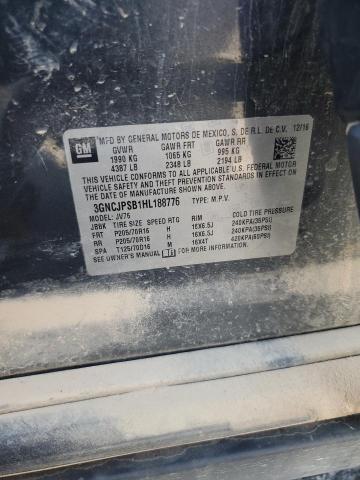 GM
MFD BY GENERAL MOTORS DE MEXICO, S. DE R.L. DE C.V. 12/16
GVWR GAWR FRT GAWR RR
1990 KG 1065 KG 995 KG
4387 LB 2348 LB 2194 LB
THIS VEHICLE CONFORMS TO ALL APPLICABLE U.S. FEDERAL MOTOR
VEHICLE SAFETY, BUMPER, AND THEFT PREVENTION STANDARDS IN EFFECT ON THE
DATE OF MANUFACTURE SHOWN ABOVE.
3GNCJPSB1HL188776 TYPE: M.P.V.
MODEL: JV76
JBBK TIRE SIZE SPEED RTG RIM COLD TIRE PRESSURE
FRT P205/70R16 H 16X6.5J 240KPA(35PSI)
RR P205/70R16 H 16X6.5J 240KPA(35PSI)
SPA T125/70D16 M 16X4T 420KPA(60PSI)
SEE OWNER'S MANUAL FOR MORE INFORMATION.